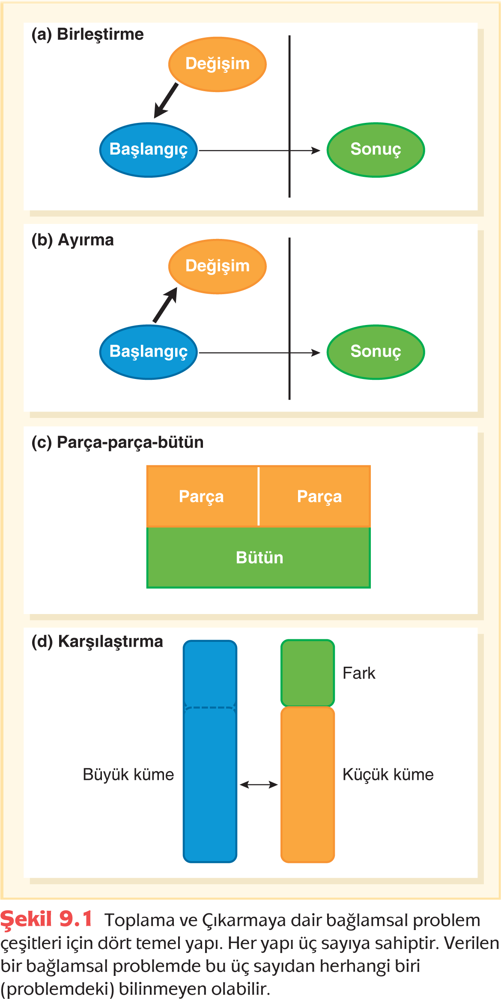 (a) Birleştirme
Değişim
Başlangıç
Sonuç
(b) Ayırma
Değişim
Başlangıç
Sonuç
(c) Parça-parça-bütün
Parça
Parça
Bütün
(d) Karşılaştırma
Fark
Büyük küme
Küçük küme
Şekil 9.1 Toplama ve Çıkarmaya dair bağlamsal problem
çeşitleri için dört temel yapı. Her yapı üç sayıya sahiptir. Verilen
bir bağlamsal problemde bu üç sayıdan herhangi biri
(problemdeki) bilinmeyen olabilir.